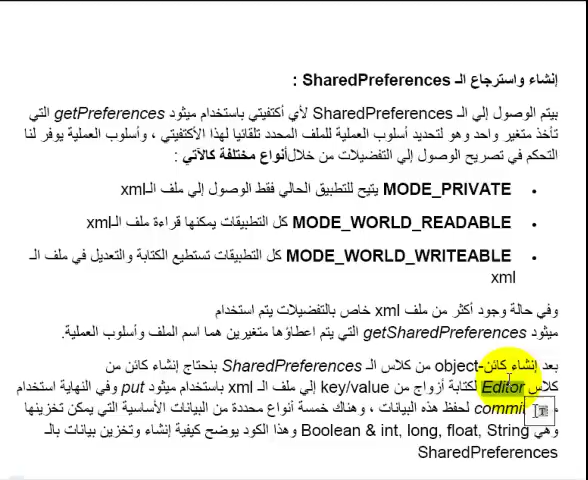 إنشاء واسترجاع الـ SharedPreferences :
بيتم الوصول إلي الـ SharedPreferences لأي أكتفيتي باستخدام ميثود getPreferences التي
تأخذ متغير واحد وهو لتحديد أسلوب العملية للملف المحدد تلقائيا لهذا الأكتفيتي ، وأسلوب العملية يوفر لنا
التحكم في تصريح الوصول إلي التفضيلات من خلال أنواع مختلفة كالآتي :
• MODE_PRIVATE يتيح للتطبيق الحالي فقط الوصول إلي ملف الـxml
• MODE_WORLD_READABLE كل التطبيقات يمكنها قراءة ملف الـxml
• MODE_WORLD_WRITEABLE كل التطبيقات تستطيع الكتابة والتعديل في ملف الـ
xml
وفي حالة وجود أكثر من ملف xml خاص بالتفضيلات يتم استخدام
ميثود getSharedPreferences التي يتم اعطاؤها متغيرين هما اسم الملف وأسلوب العملية.
بعد إنشاء كائن-object من كلاس الـ SharedPreferences بنحتاج إنشاء كائن من
كلاس Editor لكتابة أزواج من key/value إلي ملف الـ xml باستخدام ميثود put وفي النهاية استخدام
commit لحفظ هذه البيانات ، وهناك خمسة أنواع محددة من البيانات الأساسية التي يمكن تخزينها
وهي Boolean & int, long, float, String وهذا الكود يوضح كيفية إنشاء وتخزين بيانات بالـ
SharedPreferences